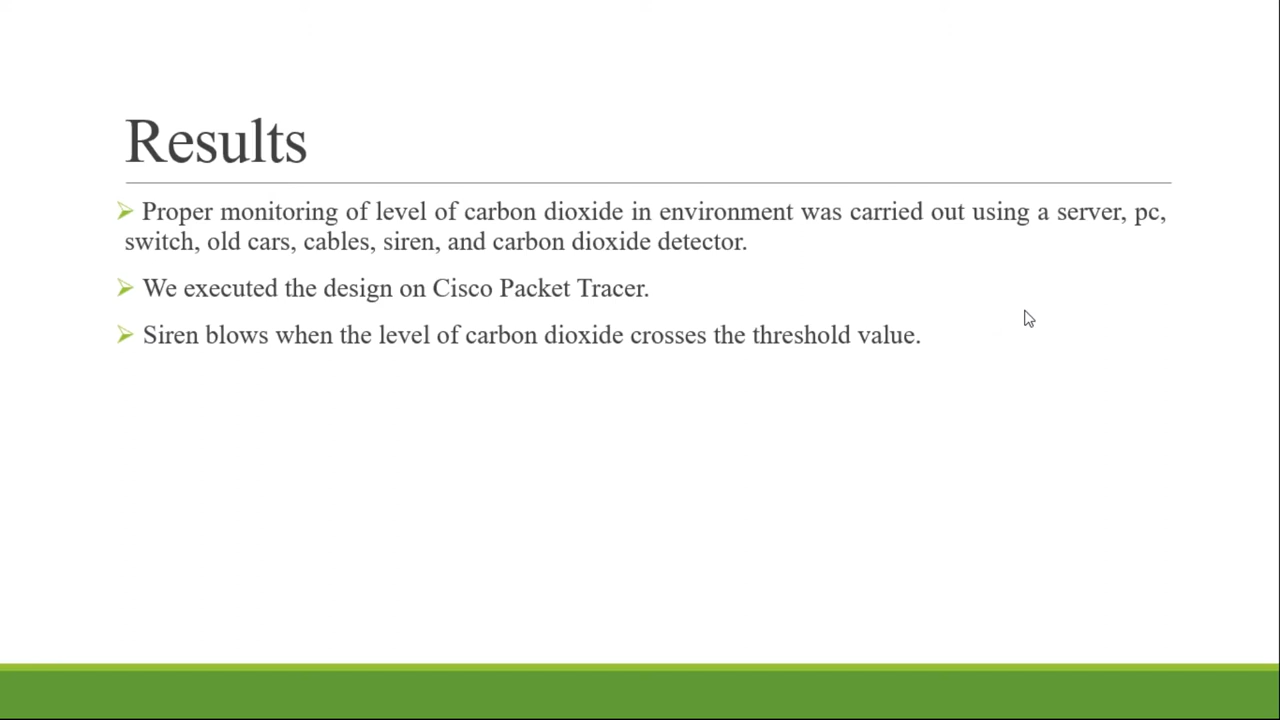 Results
Proper monitoring of level of carbon dioxide in environment was carried out using a server, pc,
switch, old cars, cables, siren, and carbon dioxide detector.
We executed the design on Cisco Packet Tracer.
Siren blows when the level of carbon dioxide crosses the threshold value.